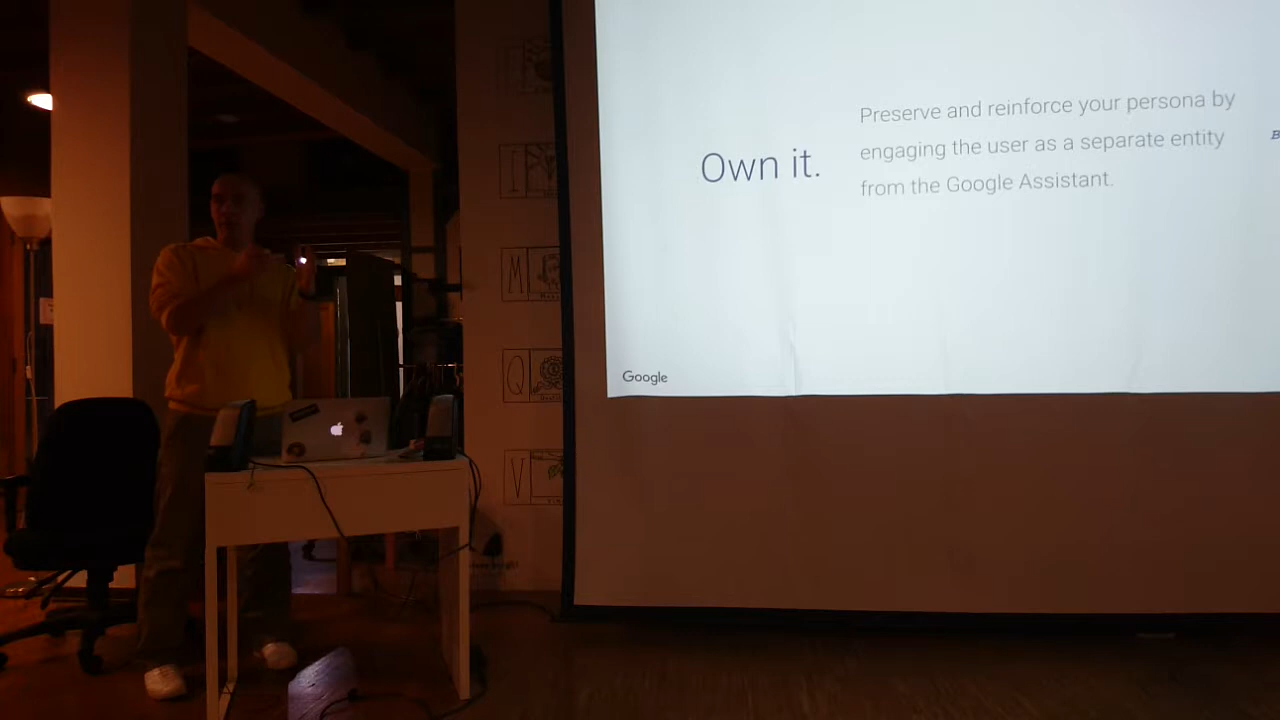 Own it.
Preserve and reinforce your persona by
engaging the user as a separate entity
from the Google Assistant.
Google
B
I
M
Q
V